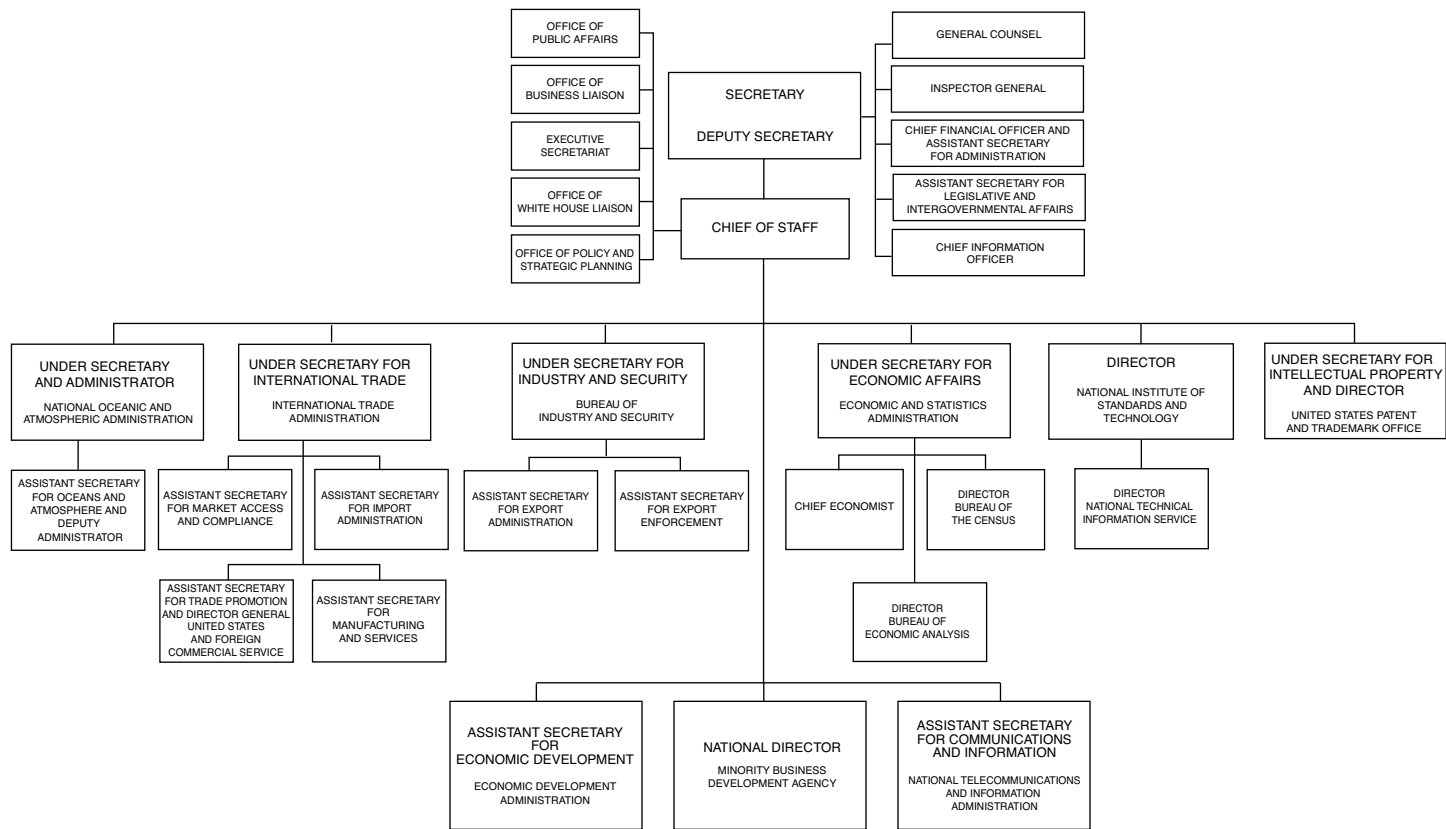 OFFICE OF
PUBLIC AFFAIRS
OFFICE OF
BUSINESS LIAISON
EXECUTIVE
SECRETARIAT
OFFICE OF
WHITE HOUSE LIAISON
OFFICE OF POLICY AND
STRATEGIC PLANNING
SECRETARY
DEPUTY SECRETARY
CHIEF OF STAFF
GENERAL COUNSEL
INSPECTOR GENERAL
CHIEF FINANCIAL OFFICER AND
ASSISTANT SECRETARY
FOR ADMINISTRATION
ASSISTANT SECRETARY FOR
LEGISLATIVE AND
INTERGOVERNMENTAL AFFAIRS
CHIEF INFORMATION
OFFICER
UNDER SECRETARY
AND ADMINISTRATOR
NATIONAL OCEANIC AND
ATMOSPHERIC ADMINISTRATION
UNDER SECRETARY FOR
INTERNATIONAL TRADE
INTERNATIONAL TRADE
ADMINISTRATION
UNDER SECRETARY FOR
INDUSTRY AND SECURITY
BUREAU OF
INDUSTRY AND SECURITY
UNDER SECRETARY FOR
ECONOMIC AFFAIRS
ECONOMIC AND STATISTICS
ADMINISTRATION
DIRECTOR
NATIONAL INSTITUTE OF
STANDARDS AND
TECHNOLOGY
UNDER SECRETARY FOR
INTELLECTUAL PROPERTY
AND DIRECTOR
UNITED STATES PATENT
AND TRADEMARK OFFICE
ASSISTANT SECRETARY
FOR OCEANS AND
ATMOSPHERE AND
DEPUTY
ADMINISTRATOR
ASSISTANT SECRETARY
FOR MARKET ACCESS
AND COMPLIANCE
ASSISTANT SECRETARY
FOR IMPORT
ADMINISTRATION
ASSISTANT SECRETARY
FOR EXPORT
ADMINISTRATION
ASSISTANT SECRETARY
FOR EXPORT
ENFORCEMENT
CHIEF ECONOMIST
DIRECTOR
BUREAU OF
THE CENSUS
DIRECTOR
NATIONAL TECHNICAL
INFORMATION SERVICE
ASSISTANT SECRETARY
FOR TRADE PROMOTION
AND DIRECTOR GENERAL
UNITED STATES
AND FOREIGN
COMMERCIAL SERVICE
ASSISTANT SECRETARY
FOR
MANUFACTURING
AND SERVICES
DIRECTOR
BUREAU OF
ECONOMIC ANALYSIS
ASSISTANT SECRETARY
FOR
ECONOMIC DEVELOPMENT
ECONOMIC DEVELOPMENT
ADMINISTRATION
NATIONAL DIRECTOR
MINORITY BUSINESS
DEVELOPMENT AGENCY
ASSISTANT SECRETARY
FOR COMMUNICATIONS
AND INFORMATION
NATIONAL TELECOMMUNICATIONS
AND INFORMATION
ADMINISTRATION